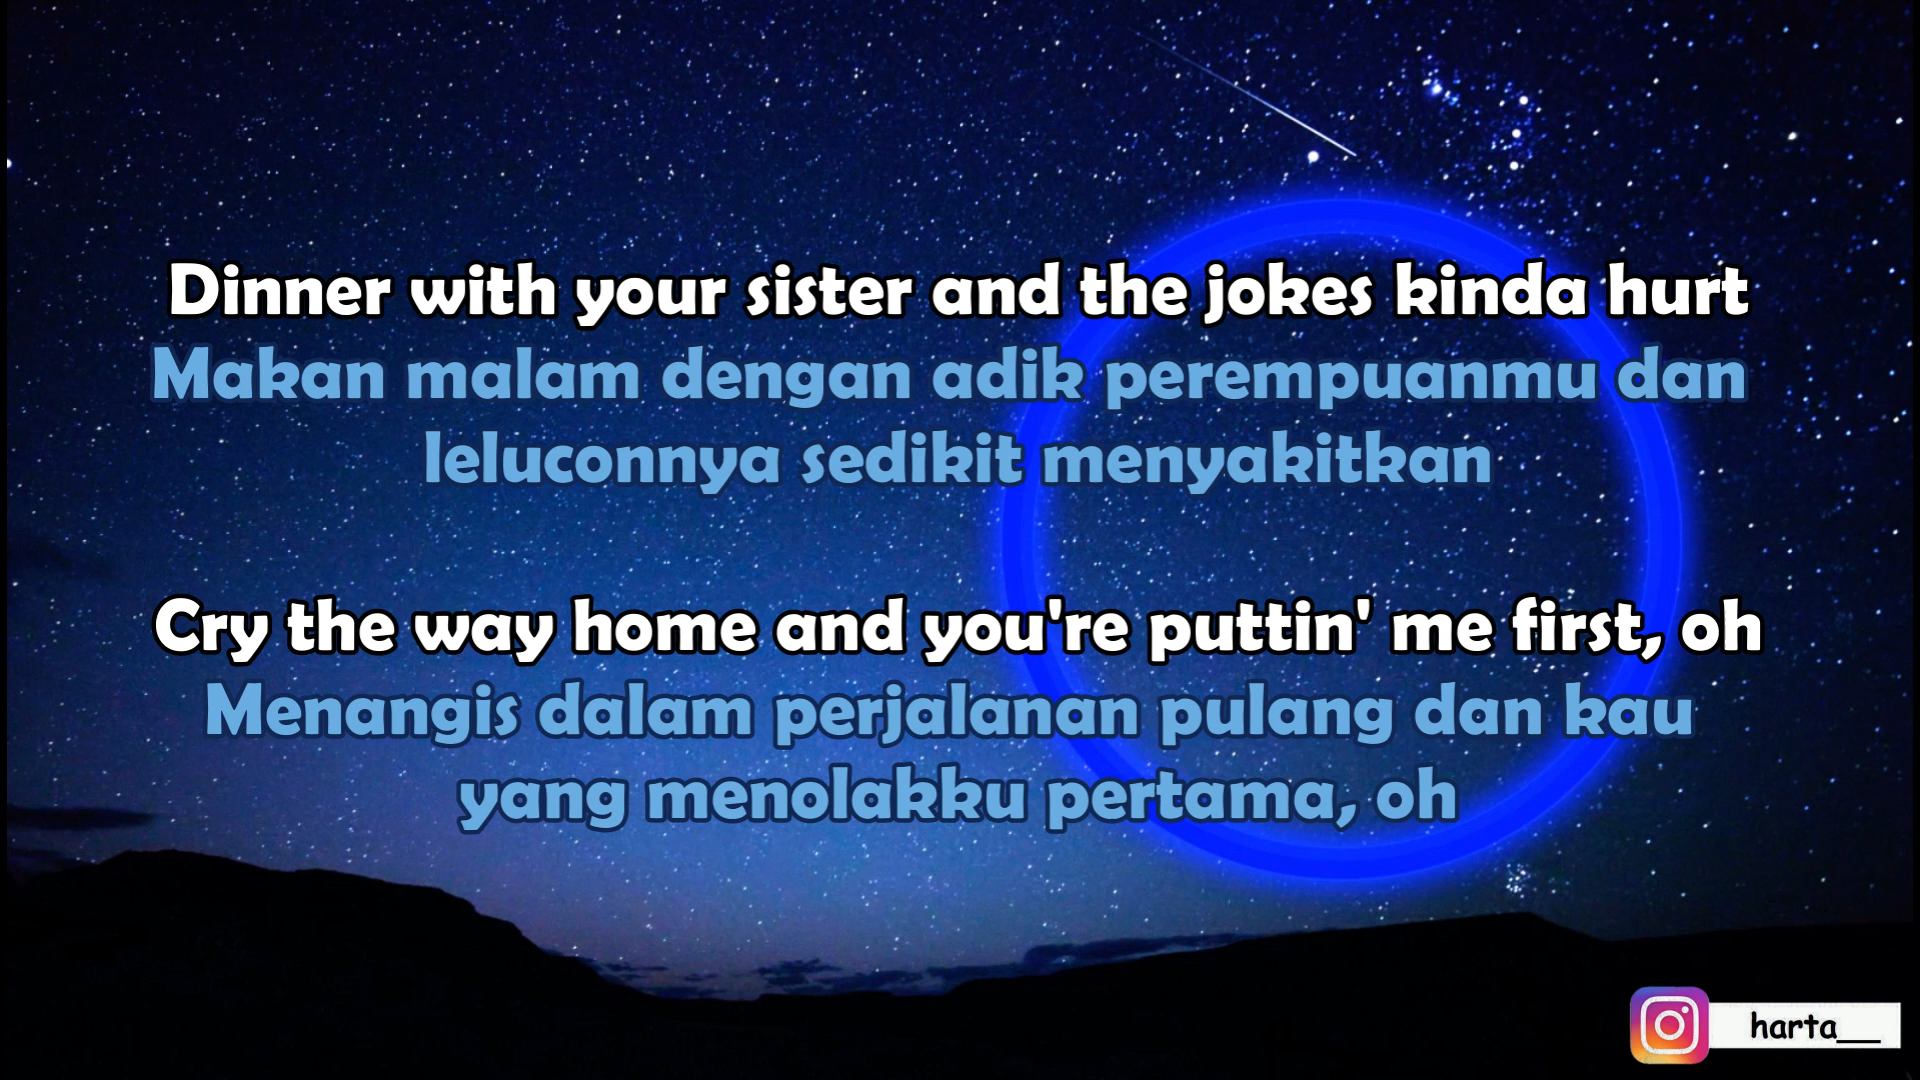 Dinner with your sister and the jokes kinda hurt
Makan malam dengan adik perempuanmu dan
leluconnya sedikit menyakitkan
Cry the way home and you're puttin' me first, oh
Menangis dalam perjalanan pulang dan kau
yang menolakku pertama, oh
harta__